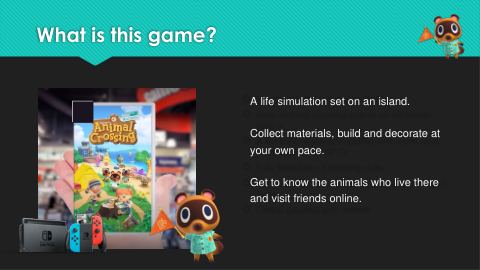 What is this game?
Animal
Crossing
A life simulation set on an island.
Collect materials, build and decorate at
your own pace.
Get to know the animals who live there
and visit friends online.